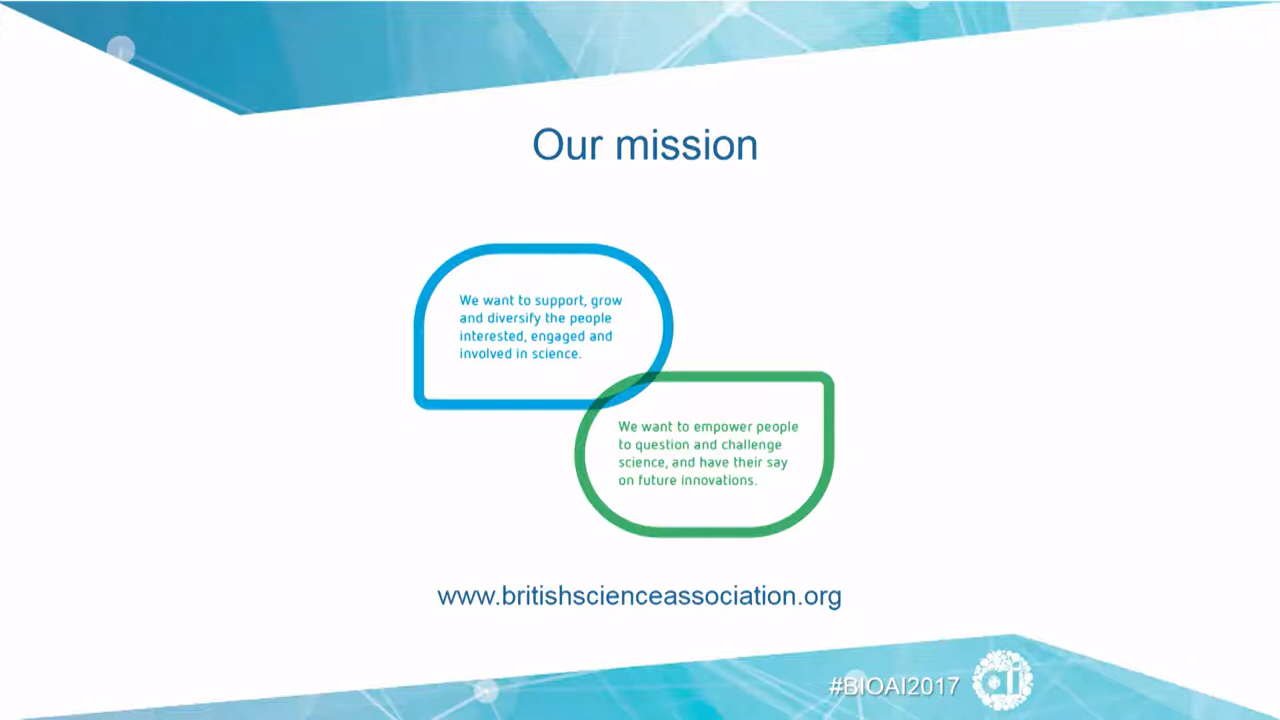 Our mission
We want to support, grow
and diversify the people
interested, engaged and
involved in science.
We want to empower people
to question and challenge
science, and have their say
on future innovations.
www.britishscienceassociation.org
#BIOAI2017
ai